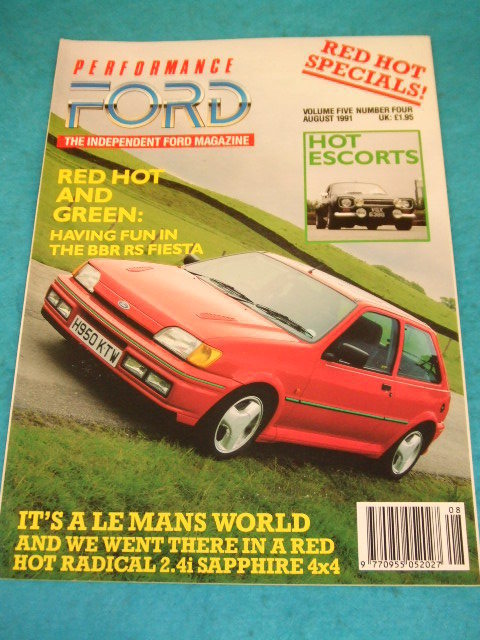 PERFORMANCE
FORD
THE INDEPENDENT FORD MAGAZINE
RED HOT
SPECIALS!
VOLUME FIVE NUMBER FOUR
AUGUST 1991 UK: £1.95
HOT
ESCORTS
RED HOT
AND
GREEN:
HAVING FUN IN
THE BBR RS FIESTA
Ford
H950 KTW
IT'S A LE MANS WORLD
AND WE WENT THERE IN A RED
HOT RADICAL 2.4i SAPPHIRE 4x4
08
9 770955 052027